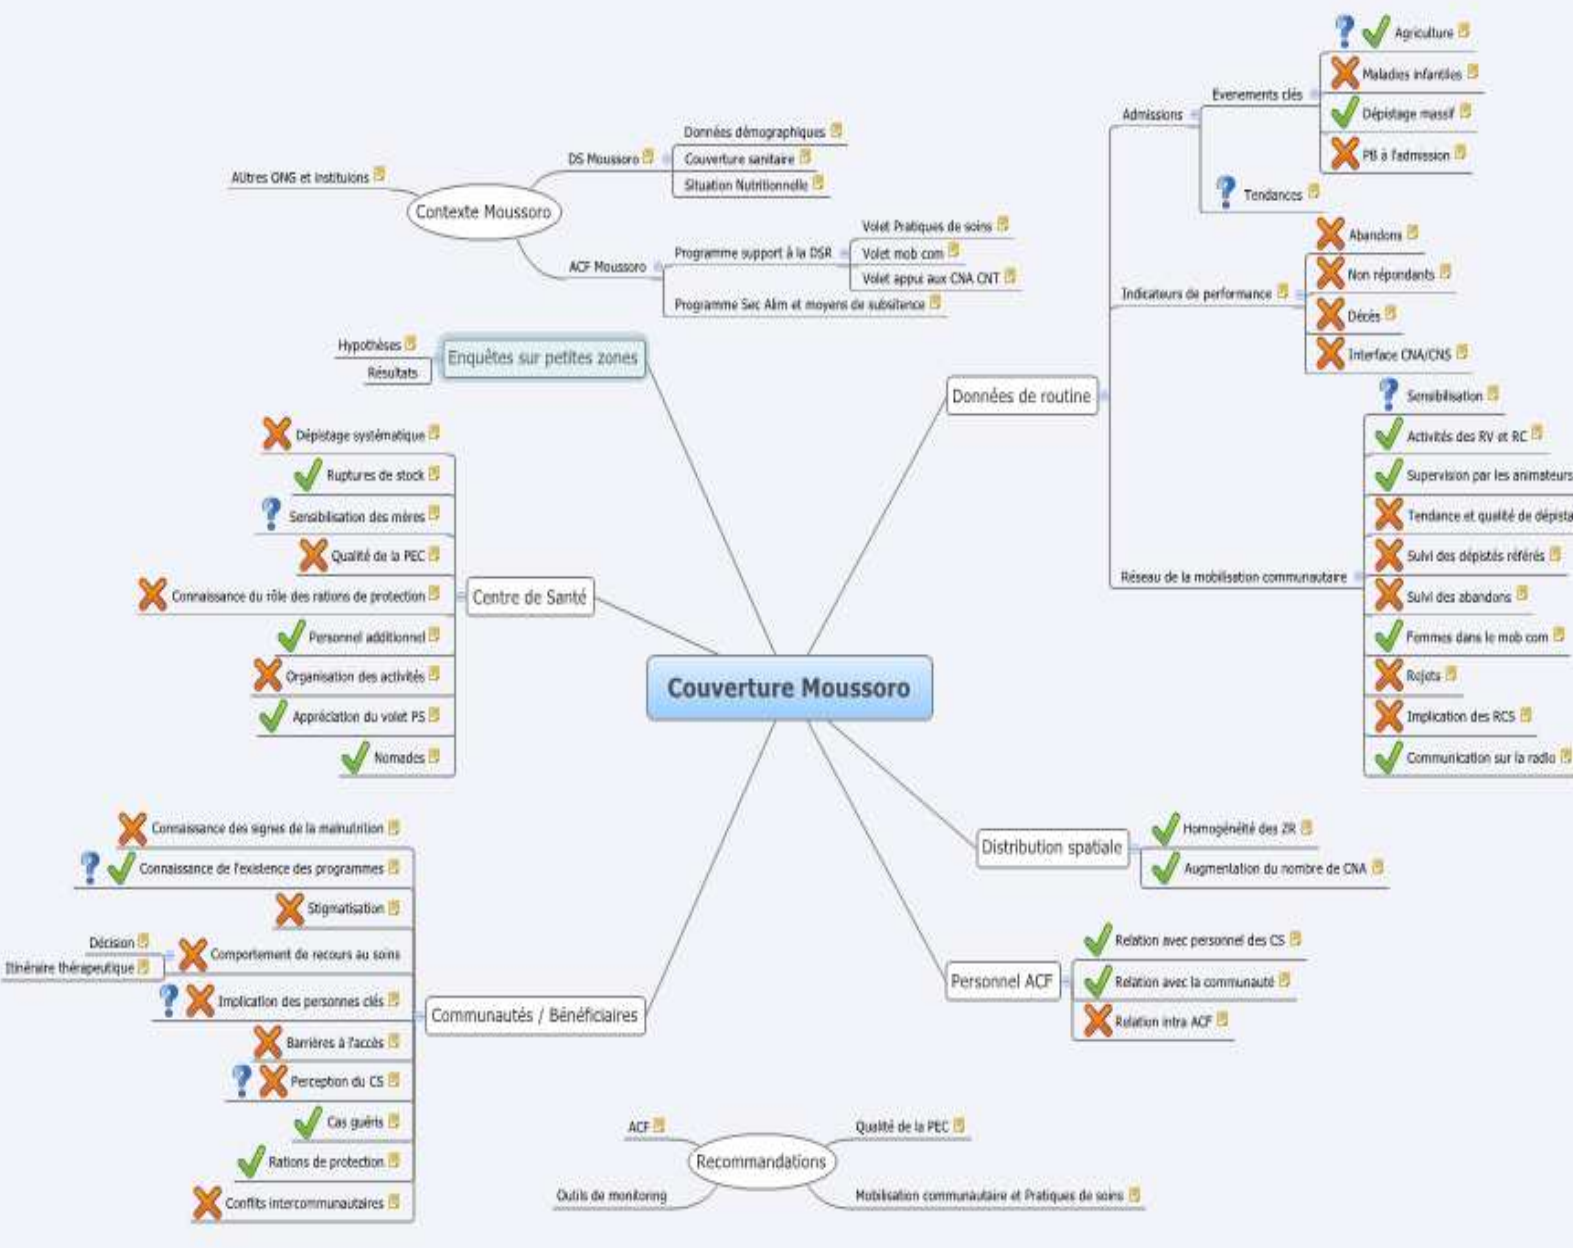 Agriculture
Maladies infantiles
Evenements clés
Admissions
Dépistage massif
PB à l'admission
Tendances
Données démographiques
DS Moussoro
Couverture sanitaire
Situation Nutritionnelle
AUtres ONG et instituions
Contexte Moussoro
Volet Pratiques de soins
Programme support à la DSR
Volet mob com
ACF Moussoro
Volet appui aux CNA CNT
Programme Sec Alim et moyens de subsitence
Abandons
Non répondants
Indicateurs de performance
Décès
Interface CNA/CNS
Hypothèses
Enquêtes sur petites zones
Résultats
Données de routine
Sensibilisation
Activités des RV et RC
Supervision par les animateurs
Tendance et qualité de dépista
Suivi des dépistés référés
Réseau de la mobilisation communautaire
Suivi des abandons
Femmes dans le mob com
Rejets
Implication des RCS
Communication sur la radio
Dépistage systématique
Ruptures de stock
Sensibilisation des mères
Qualité de la PEC
Connaissance du rôle des rations de protection
Centre de Santé
Personnel additionnel
Organisation des activités
Appréciation du volet PS
Nomades
Couverture Moussoro
Connaissance des signes de la malnutrition
Connaissance de l'existence des programmes
Stigmatisation
Décision
Comportement de recours au soins
Itinéraire thérapeutique
Implication des personnes clés
Communautés / Bénéficiaires
Barrières à l'accès
Perception du CS
Cas guéris
Rations de protection
Conflits intercommunautaires
Homogénéité des ZR
Distribution spatiale
Augmentation du nombre de CNA
Relation avec personnel des CS
Personnel ACF
Relation avec la communauté
Relation intra ACF
ACF
Qualité de la PEC
Recommandations
Outils de monitoring
Mobilisation communautaire et Pratiques de soins